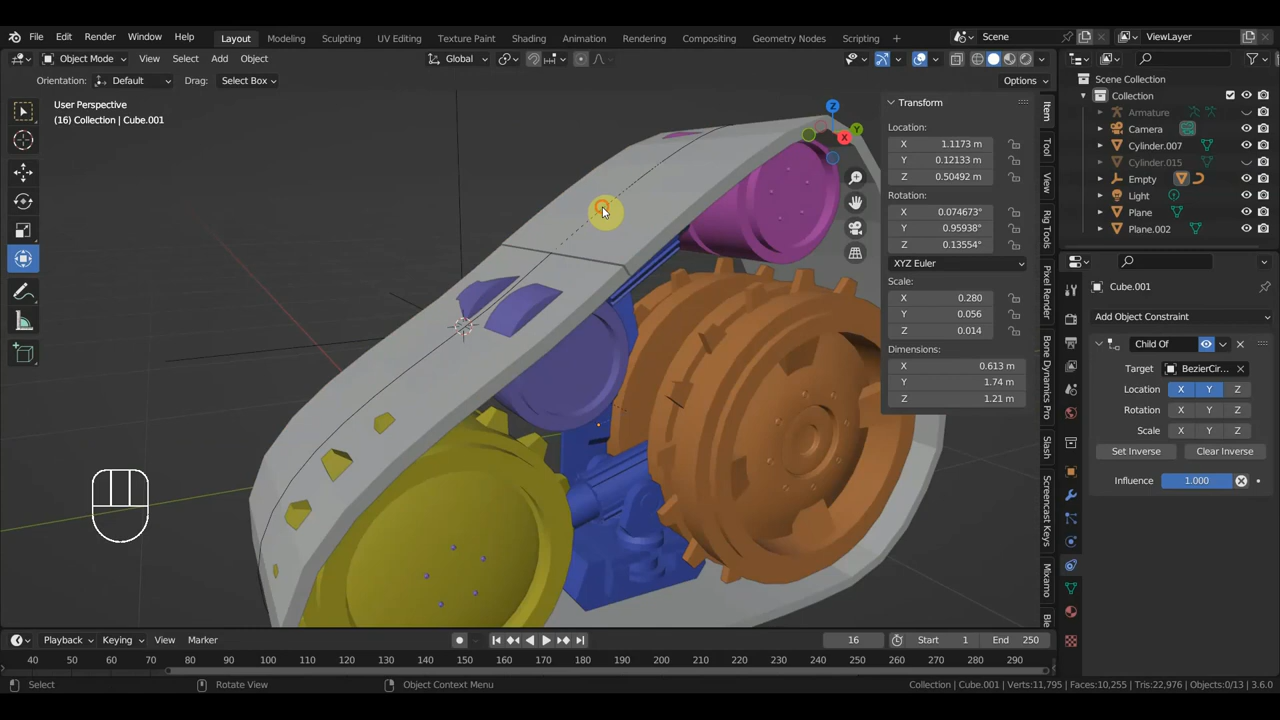 File Edit Render Window Help Layout Modeling Sculpting UV Editing Texture Paint Shading Animation Rendering Compositing Geometry Nodes Scripting + Scene ViewLayer
Object Mode View Select Add Object Global
Orientation: Default Drag: Select Box Options
User Perspective
(16) Collection | Cube.001
Transform
Location:
X 1.1173 m
Y 0.12133 m
Z 0.50492 m
Rotation:
X 0.074673°
Y 0.95938°
Z 0.13554°
XYZ Euler
Scale:
X 0.280
Y 0.056
Z 0.014
Dimensions:
X 0.613 m
Y 1.74 m
Z 1.21 m
Z
Y
X
Item
Tool
View
Rig Tools
Pixel Render
Bone Dynamics Pro
Slash
Screencast Keys
Mixamo
Ble
Scene Collection
Collection
Armature
Camera
Cylinder.007
Cylinder.015
Empty
Light
Plane
Plane.002
Cube.001
Add Object Constraint
Child Of
Target BezierCir...
Location X Y Z
Rotation X Y Z
Scale X Y Z
Set Inverse Clear Inverse
Influence 1.000
Playback Keying View Marker 16 Start 1 End 250
40 50 60 70 80 90 100 110 120 130 140 150 160 170 180 190 200 210 220 230 240 250 260 270 280 290
Select Rotate View Object Context Menu Collection | Cube.001 | Verts:11,795 | Faces:10,255 | Tris:22,976 | Objects:0/13 | 3.6.0